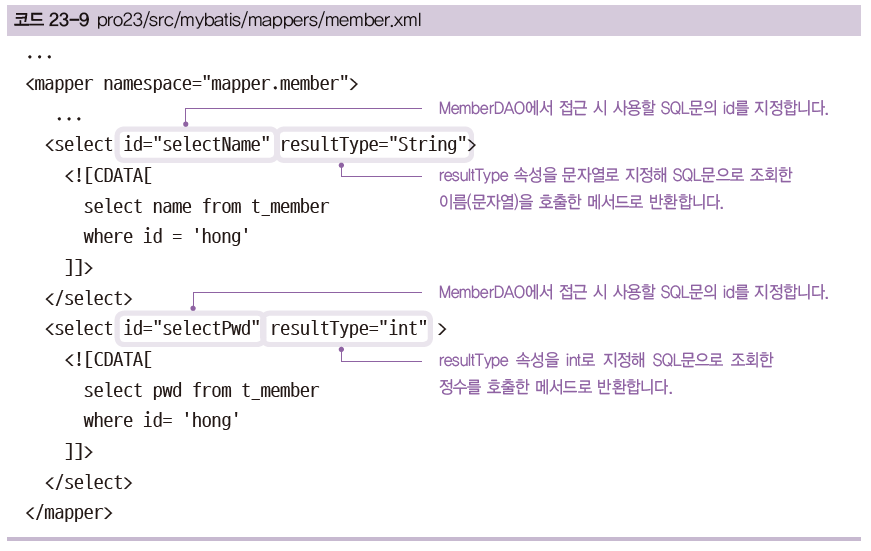 코드 23-9 pro23/src/mybatis/mappers/member.xml
...
<mapper namespace="mapper.member">
...
MemberDAO에서 접근 시 사용할 SQL문의 id를 지정합니다.
<select id="selectName" resultType="String">
<![CDATA[
resultType 속성을 문자열로 지정해 SQL문으로 조회한
select name from t_member
이름(문자열)을 호출한 메서드로 반환합니다.
where id = 'hong'
]]>
</select>
MemberDAO에서 접근 시 사용할 SQL문의 id를 지정합니다.
<select id="selectPwd" resultType="int" >
<![CDATA[
resultType 속성을 int로 지정해 SQL문으로 조회한
select pwd from t_member
정수를 호출한 메서드로 반환합니다.
where id= 'hong'
]]>
</select>
</mapper>